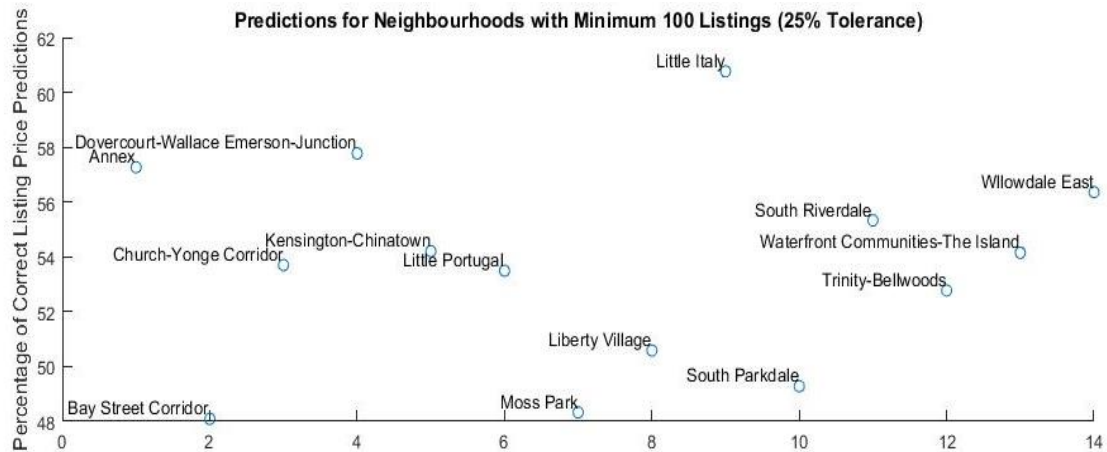 Predictions for Neighbourhoods with Minimum 100 Listings (25% Tolerance)
Percentage of Correct Listing Price Predictions
62
60
58
56
54
52
50
48
Little Italy
Dovercourt-Wallace Emerson-Junction
Annex
WIlowdale East
South Riverdale
Kensington-Chinatown
Waterfront Communities-The Island
Church-Yonge Corridor
Little Portugal
Trinity-Bellwoods
Liberty Village
South Parkdale
Moss Park
Bay Street Corridor
0 2 4 6 8 10 12 14